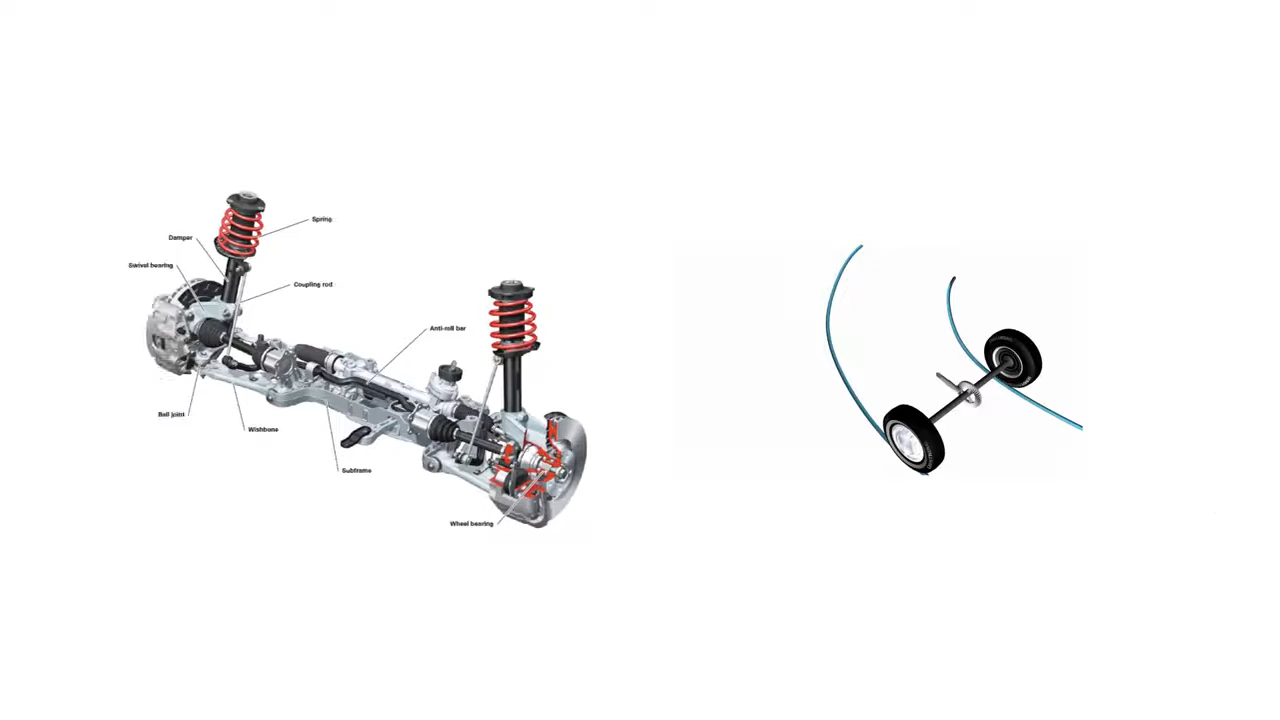 Spring
Damper
Swivel bearing
Coupling rod
Anti-roll bar
Ball joint
Wishbone
Subframe
Wheel bearing